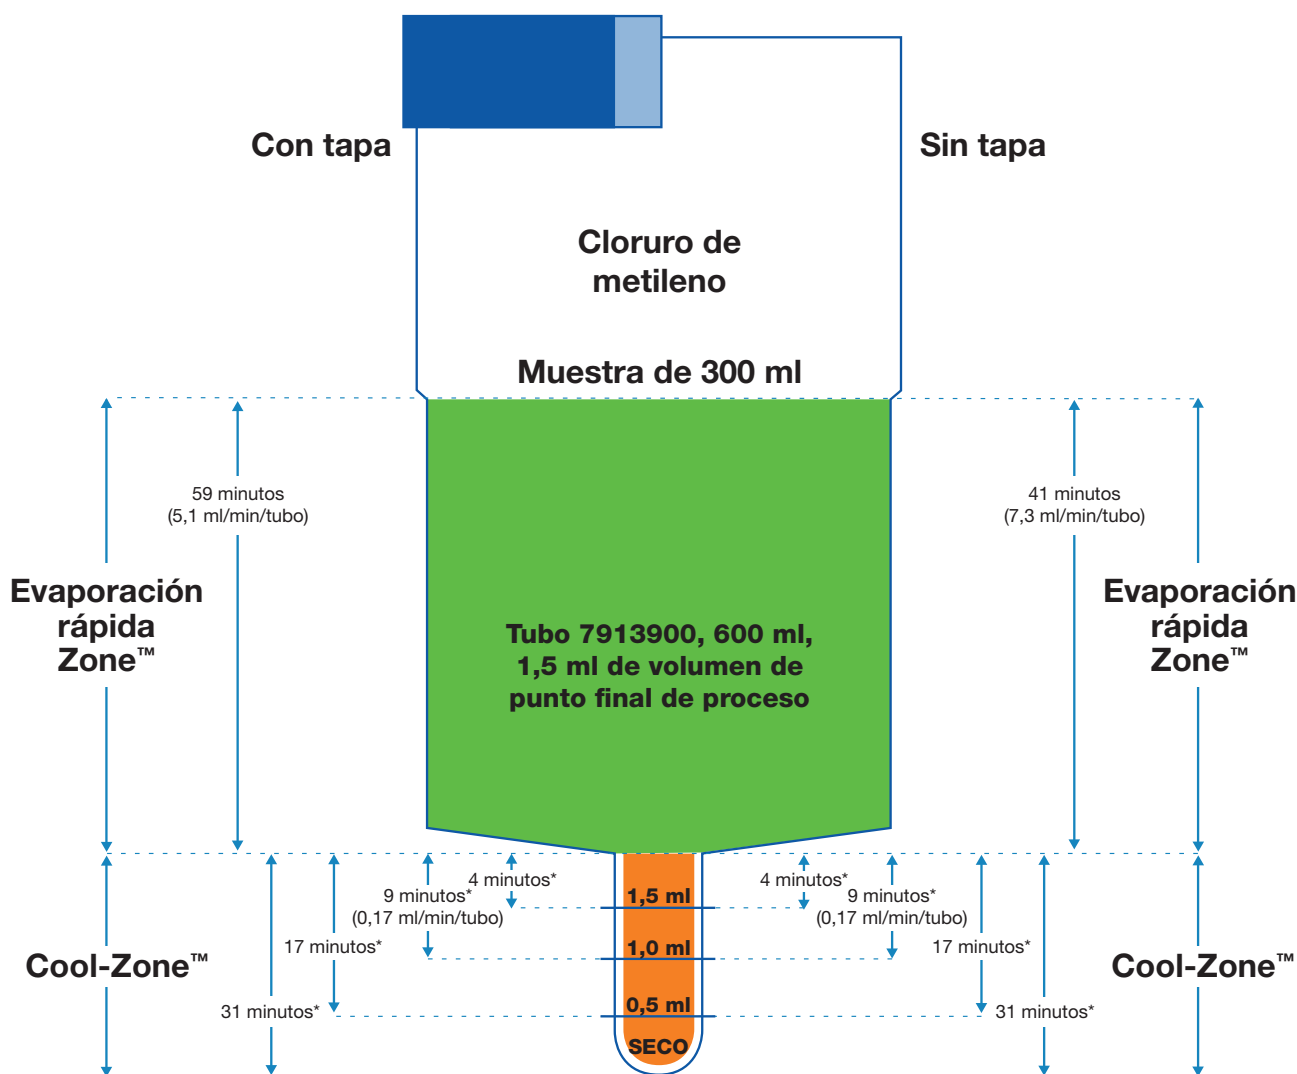 Con tapa
Sin tapa
Cloruro de
metileno
Muestra de 300 ml
59 minutos
(5,1 ml/min/tubo)
41 minutos
(7,3 ml/min/tubo)
Evaporación
rápida
Zone™
Evaporación
rápida
Zone™
Tubo 7913900, 600 ml,
1,5 ml de volumen de
punto final de proceso
4 minutos*
9 minutos*
(0,17 ml/min/tubo)
17 minutos*
31 minutos*
Cool-Zone™
1,5 ml
1,0 ml
0,5 ml
SECO
4 minutos*
9 minutos*
(0,17 ml/min/tubo)
17 minutos*
31 minutos*
Cool-Zone™